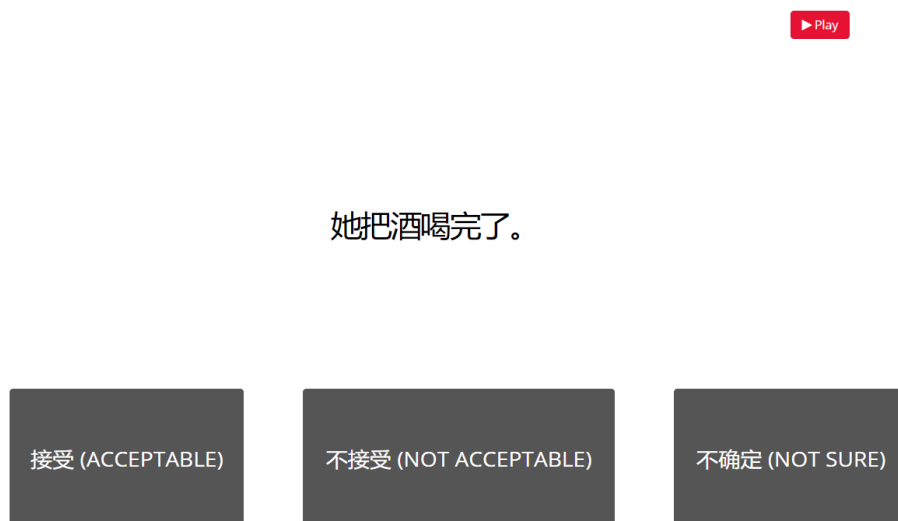 Play
她把酒喝完了。
接受 (ACCEPTABLE)
不接受 (NOT ACCEPTABLE)
不确定 (NOT SURE)